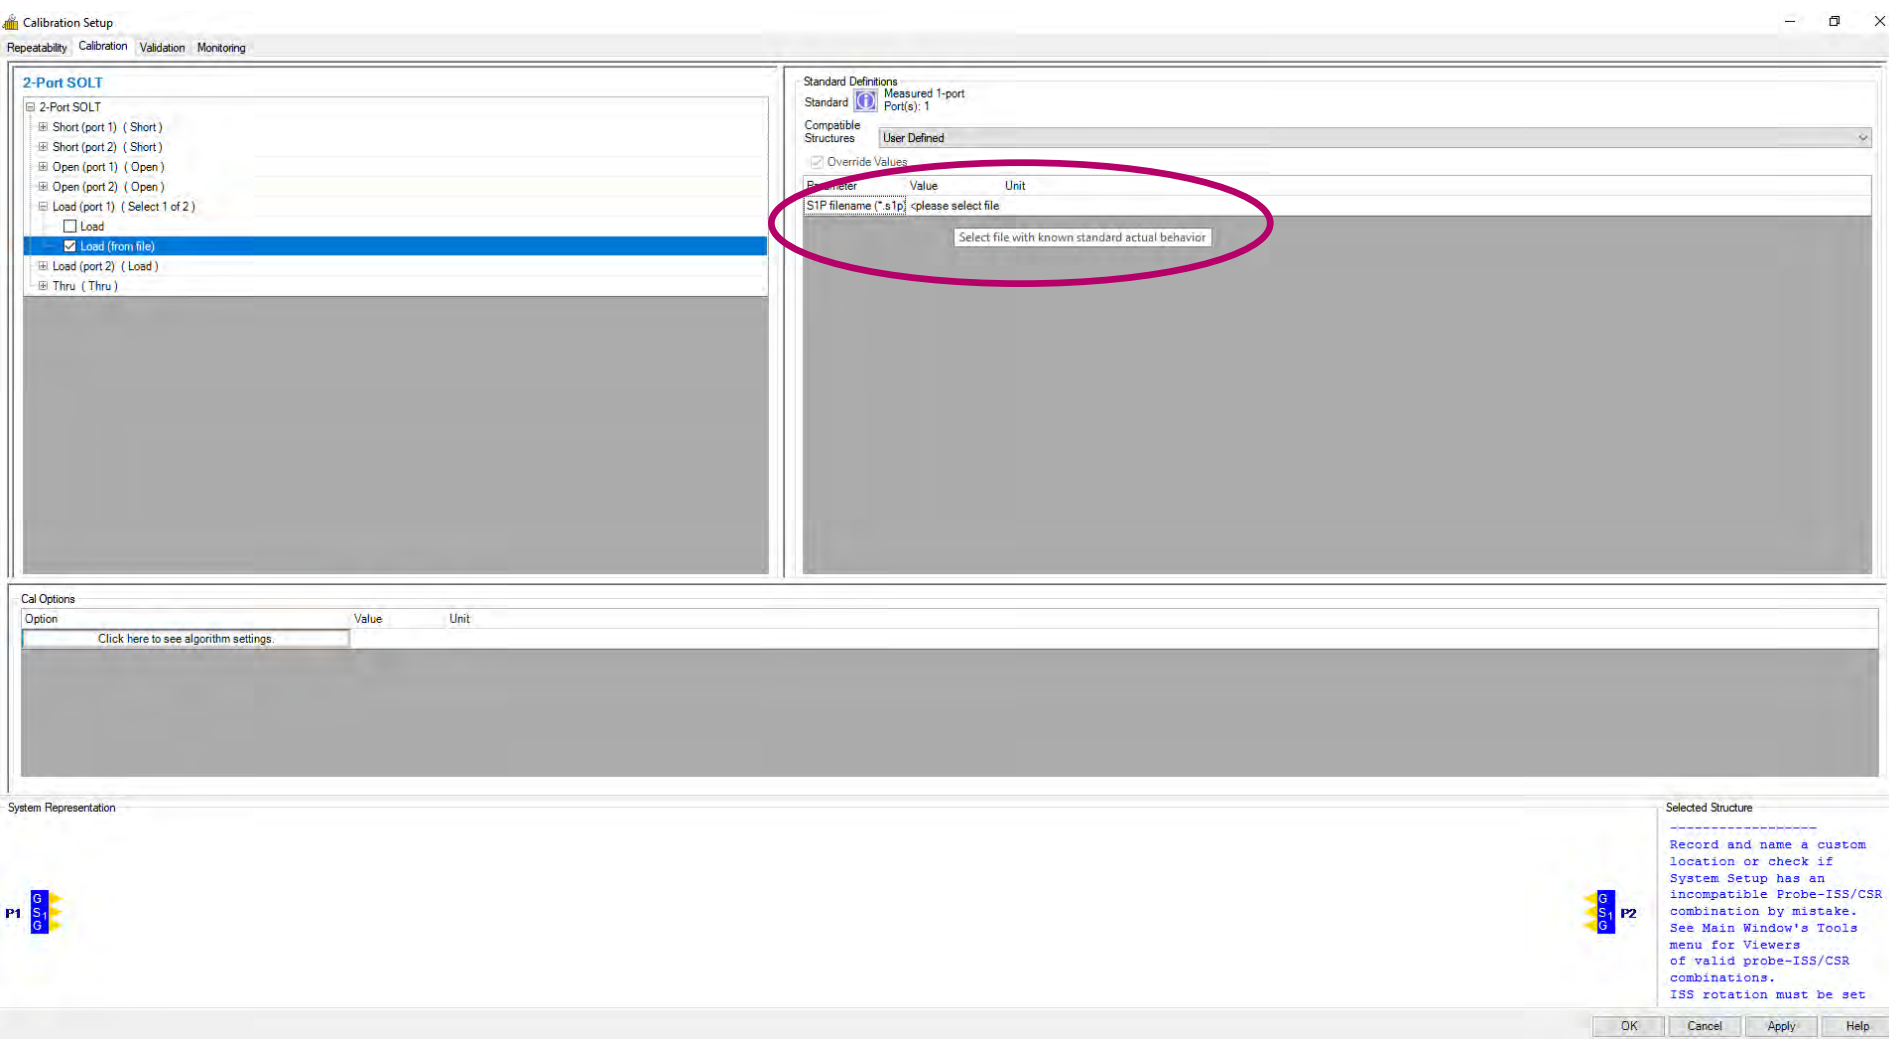 Calibration Setup
Repeatability Calibration Validation Monitoring
2-Port SOLT
2-Port SOLT
Short (port 1) ( Short )
Short (port 2) ( Short )
Open (port 1) ( Open )
Open (port 2) ( Open )
Load (port 1) ( Select 1 of 2 )
Load
Load (from file)
Load (port 2) ( Load )
Thru ( Thru )
Standard Definitions
Standard
Measured 1-port
Port(s): 1
Compatible
Structures
User Defined
Override Values
Parameter Value Unit
S1P filename (*.s1p) <please select file
Select file with known standard actual behavior
Cal Options
Option Value Unit
Click here to see algorithm settings.
System Representation
P1
G
S1
G
G
S1
G
P2
Selected Structure
------------------
Record and name a custom
location or check if
System Setup has an
incompatible Probe-ISS/CSR
combination by mistake.
See Main Window's Tools
menu for Viewers
of valid probe-ISS/CSR
combinations.
ISS rotation must be set
OK Cancel Apply Help